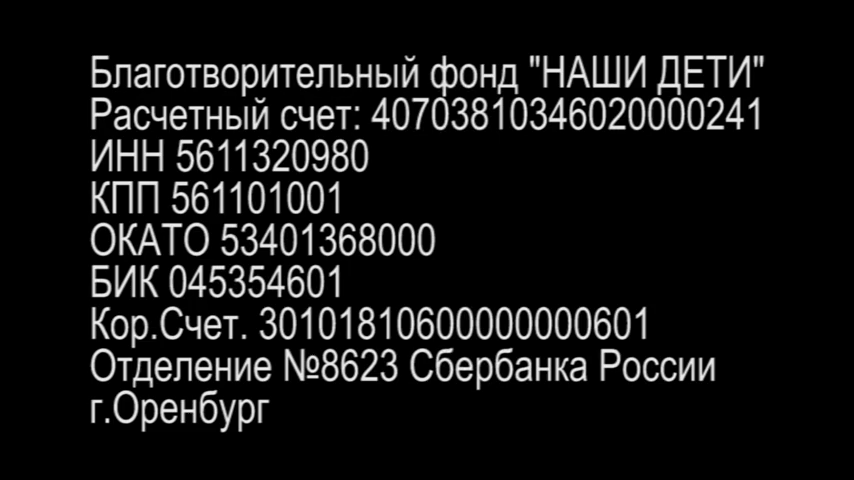 Благотворительный фонд "НАШИ ДЕТИ"
Расчетный счет: 40703810346020000241
ИНН 5611320980
КПП 561101001
ОКАТО 53401368000
БИК 045354601
Кор.Счет. 30101810600000000601
Отделение №8623 Сбербанка России
г.Оренбург